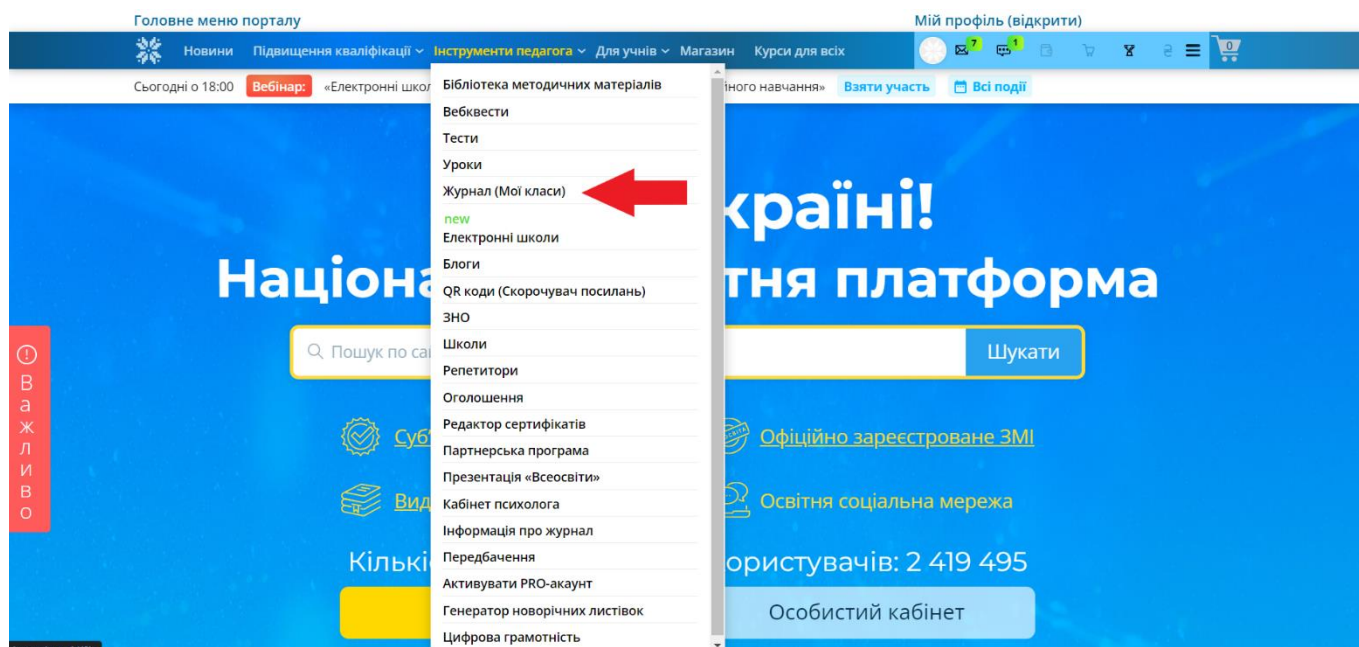 Головне меню порталу
Мій профіль (відкрити)
Новини Підвищення кваліфікації Інструменти педагога Для учнів Магазин Курси для всіх 7 1 0
Сьогодні о 18:00 Вебінар: «Електронні школ йного навчання» Взяти участь Всі події
Бібліотека методичних матеріалів
Вебквести
Тести
Уроки
Журнал (Мої класи)
new
Електронні школи
Блоги
QR коди (Скорочувач посилань)
ЗНО
Школи
Репетитори
Оголошення
Редактор сертифікатів
Партнерська програма
Презентація «Всеосвіти»
Кабінет психолога
Інформація про журнал
Передбачення
Активувати PRO-акаунт
Генератор новорічних листівок
Цифрова грамотність
країні!
Націона тня платформа
Пошук по сай Шукати
Суб' Офіційно зареєстроване ЗМІ
Вид Освітня соціальна мережа
Кількі ористувачів: 2 419 495
Особистий кабінет
Важливо